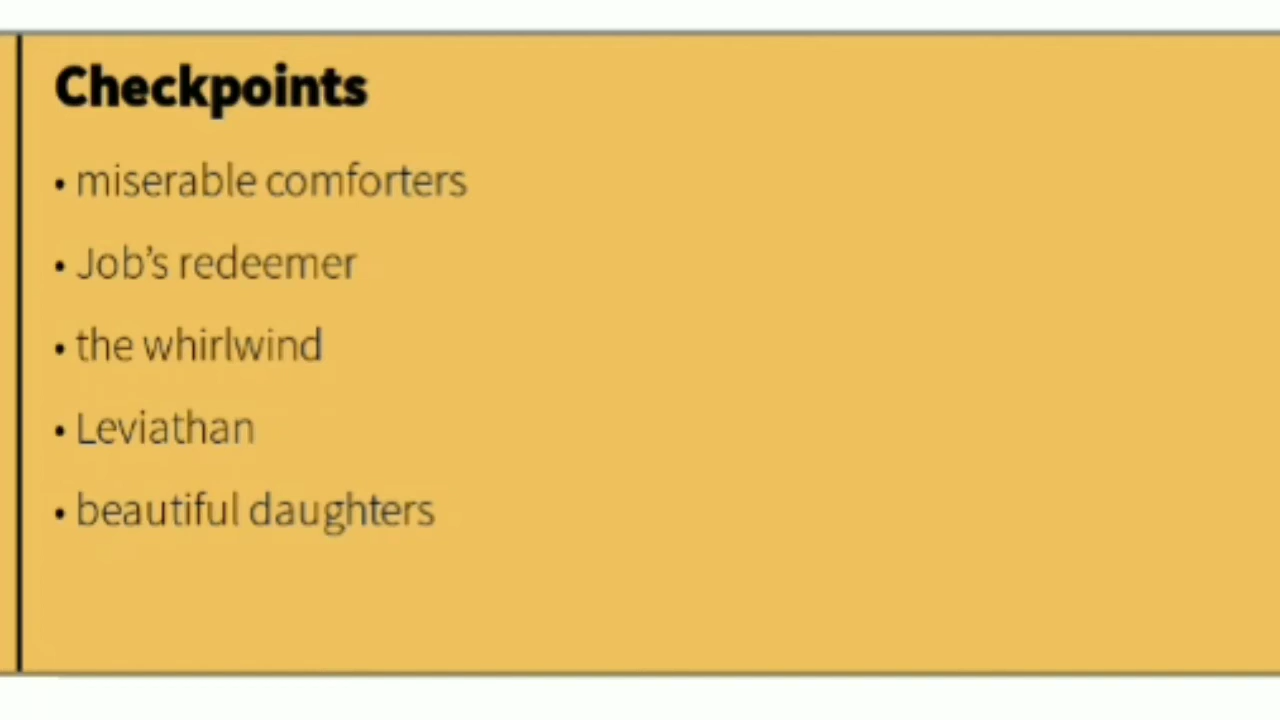 Checkpoints
• miserable comforters
• Job’s redeemer
• the whirlwind
• Leviathan
• beautiful daughters